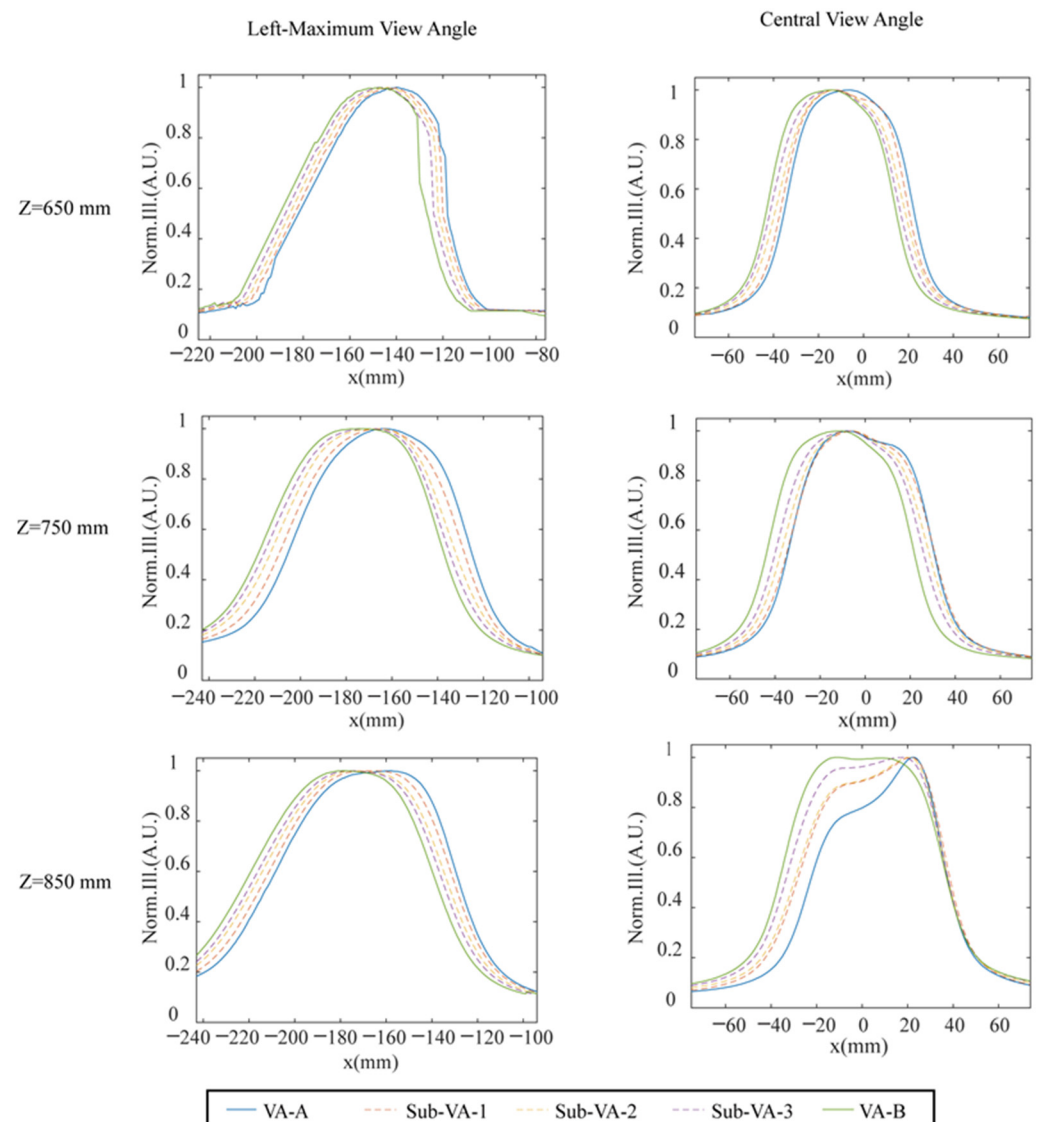 Left-Maximum View Angle
Central View Angle
Z=650 mm
Norm.Ill.(A.U.)
1
0.8
0.6
0.4
0.2
0
−220 −200 −180 −160 −140 −120 −100 −80
x(mm)
Norm.Ill.(A.U.)
1
0.8
0.6
0.4
0.2
0
−60 −40 −20 0 20 40 60
x(mm)
Z=750 mm
Norm.Ill.(A.U.)
1
0.8
0.6
0.4
0.2
0
−240 −220 −200 −180 −160 −140 −120 −100
x(mm)
Norm.Ill.(A.U.)
1
0.8
0.6
0.4
0.2
0
−60 −40 −20 0 20 40 60
x(mm)
Z=850 mm
Norm.Ill.(A.U.)
1
0.8
0.6
0.4
0.2
0
−240 −220 −200 −180 −160 −140 −120 −100
x(mm)
Norm.Ill.(A.U.)
1
0.8
0.6
0.4
0.2
0
−60 −40 −20 0 20 40 60
x(mm)
VA-A Sub-VA-1 Sub-VA-2 Sub-VA-3 VA-B